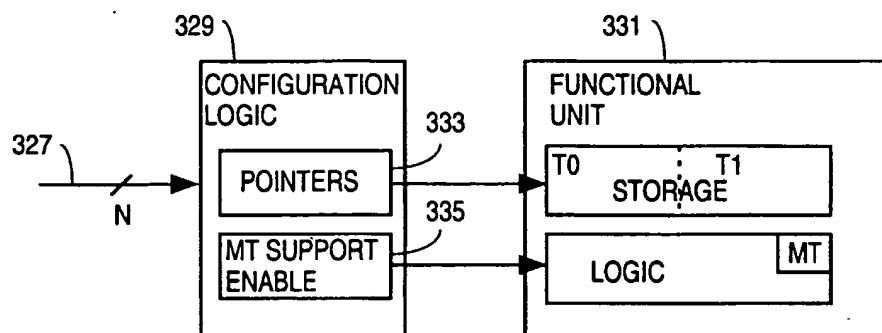 329
331
CONFIGURATION
LOGIC
FUNCTIONAL
UNIT
327
333
N
POINTERS
T0
T1
STORAGE
335
MT SUPPORT
ENABLE
MT
LOGIC